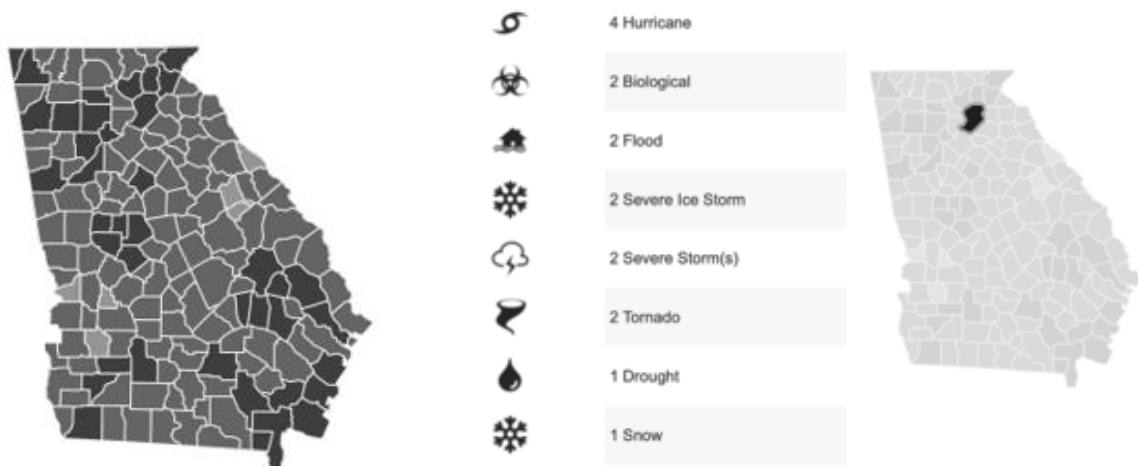 4 Hurricane
2 Biological
2 Flood
2 Severe Ice Storm
2 Severe Storm(s)
2 Tornado
1 Drought
1 Snow